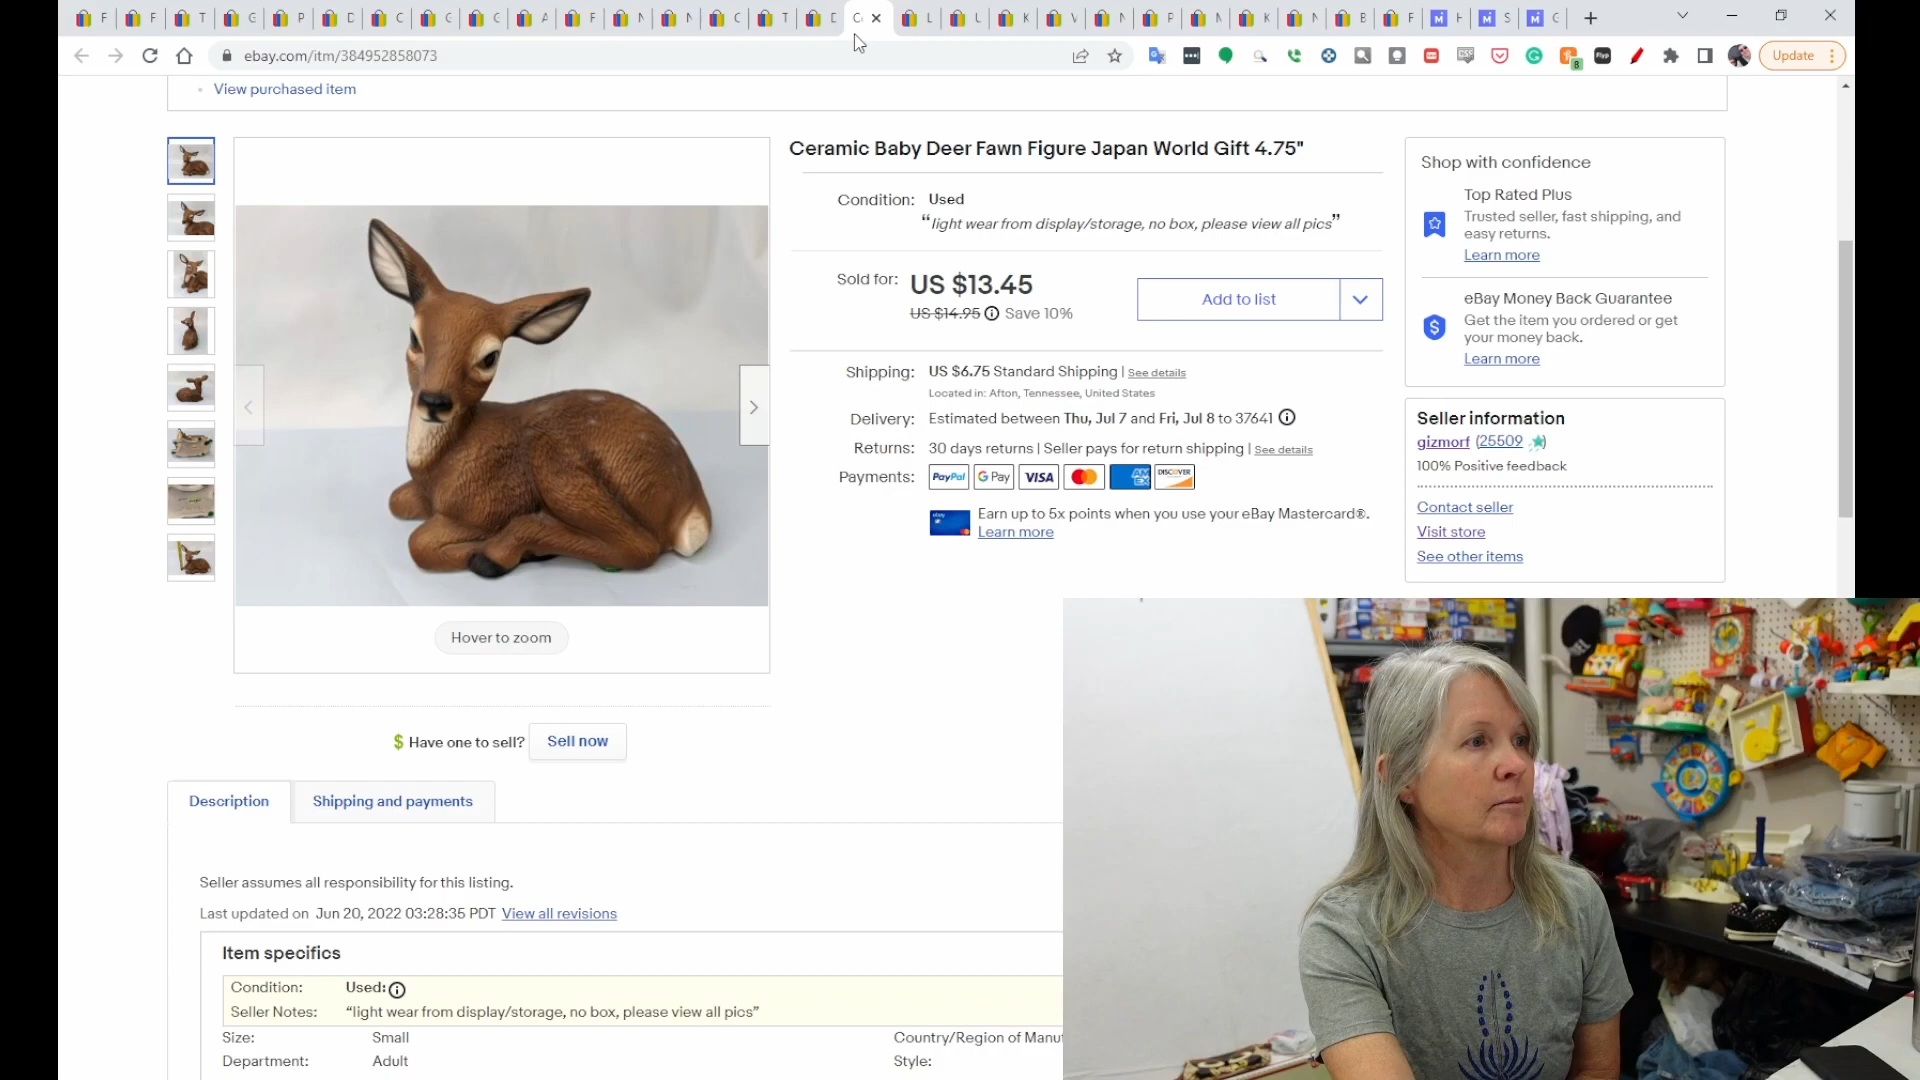 F F T G P D C C G A F N N C T D C L U K V N P M K N B F H S C
ebay.com/itm/384952858073
Update
8
Flyp
View purchased item
Ceramic Baby Deer Fawn Figure Japan World Gift 4.75"
Condition: Used
“light wear from display/storage, no box, please view all pics”
Sold for: US $13.45
US $14.95 Save 10%
Add to list
Shipping: US $6.75 Standard Shipping | See details
Located in: Afton, Tennessee, United States
Delivery: Estimated between Thu, Jul 7 and Fri, Jul 8 to 37641
Returns: 30 days returns | Seller pays for return shipping | See details
Payments: PayPal G Pay VISA AM EX DISCOVER
Earn up to 5x points when you use your eBay Mastercard®.
Learn more
Shop with confidence
Top Rated Plus
Trusted seller, fast shipping, and
easy returns.
Learn more
eBay Money Back Guarantee
Get the item you ordered or get
your money back.
Learn more
Seller information
gizmorf (25509)
100% Positive feedback
Contact seller
Visit store
See other items
Hover to zoom
$ Have one to sell? Sell now
Description Shipping and payments
Seller assumes all responsibility for this listing.
Last updated on Jun 20, 2022 03:28:35 PDT View all revisions
Item specifics
Condition: Used:
Seller Notes: “light wear from display/storage, no box, please view all pics”
Size: Small Country/Region of Manu
Department: Adult Style: